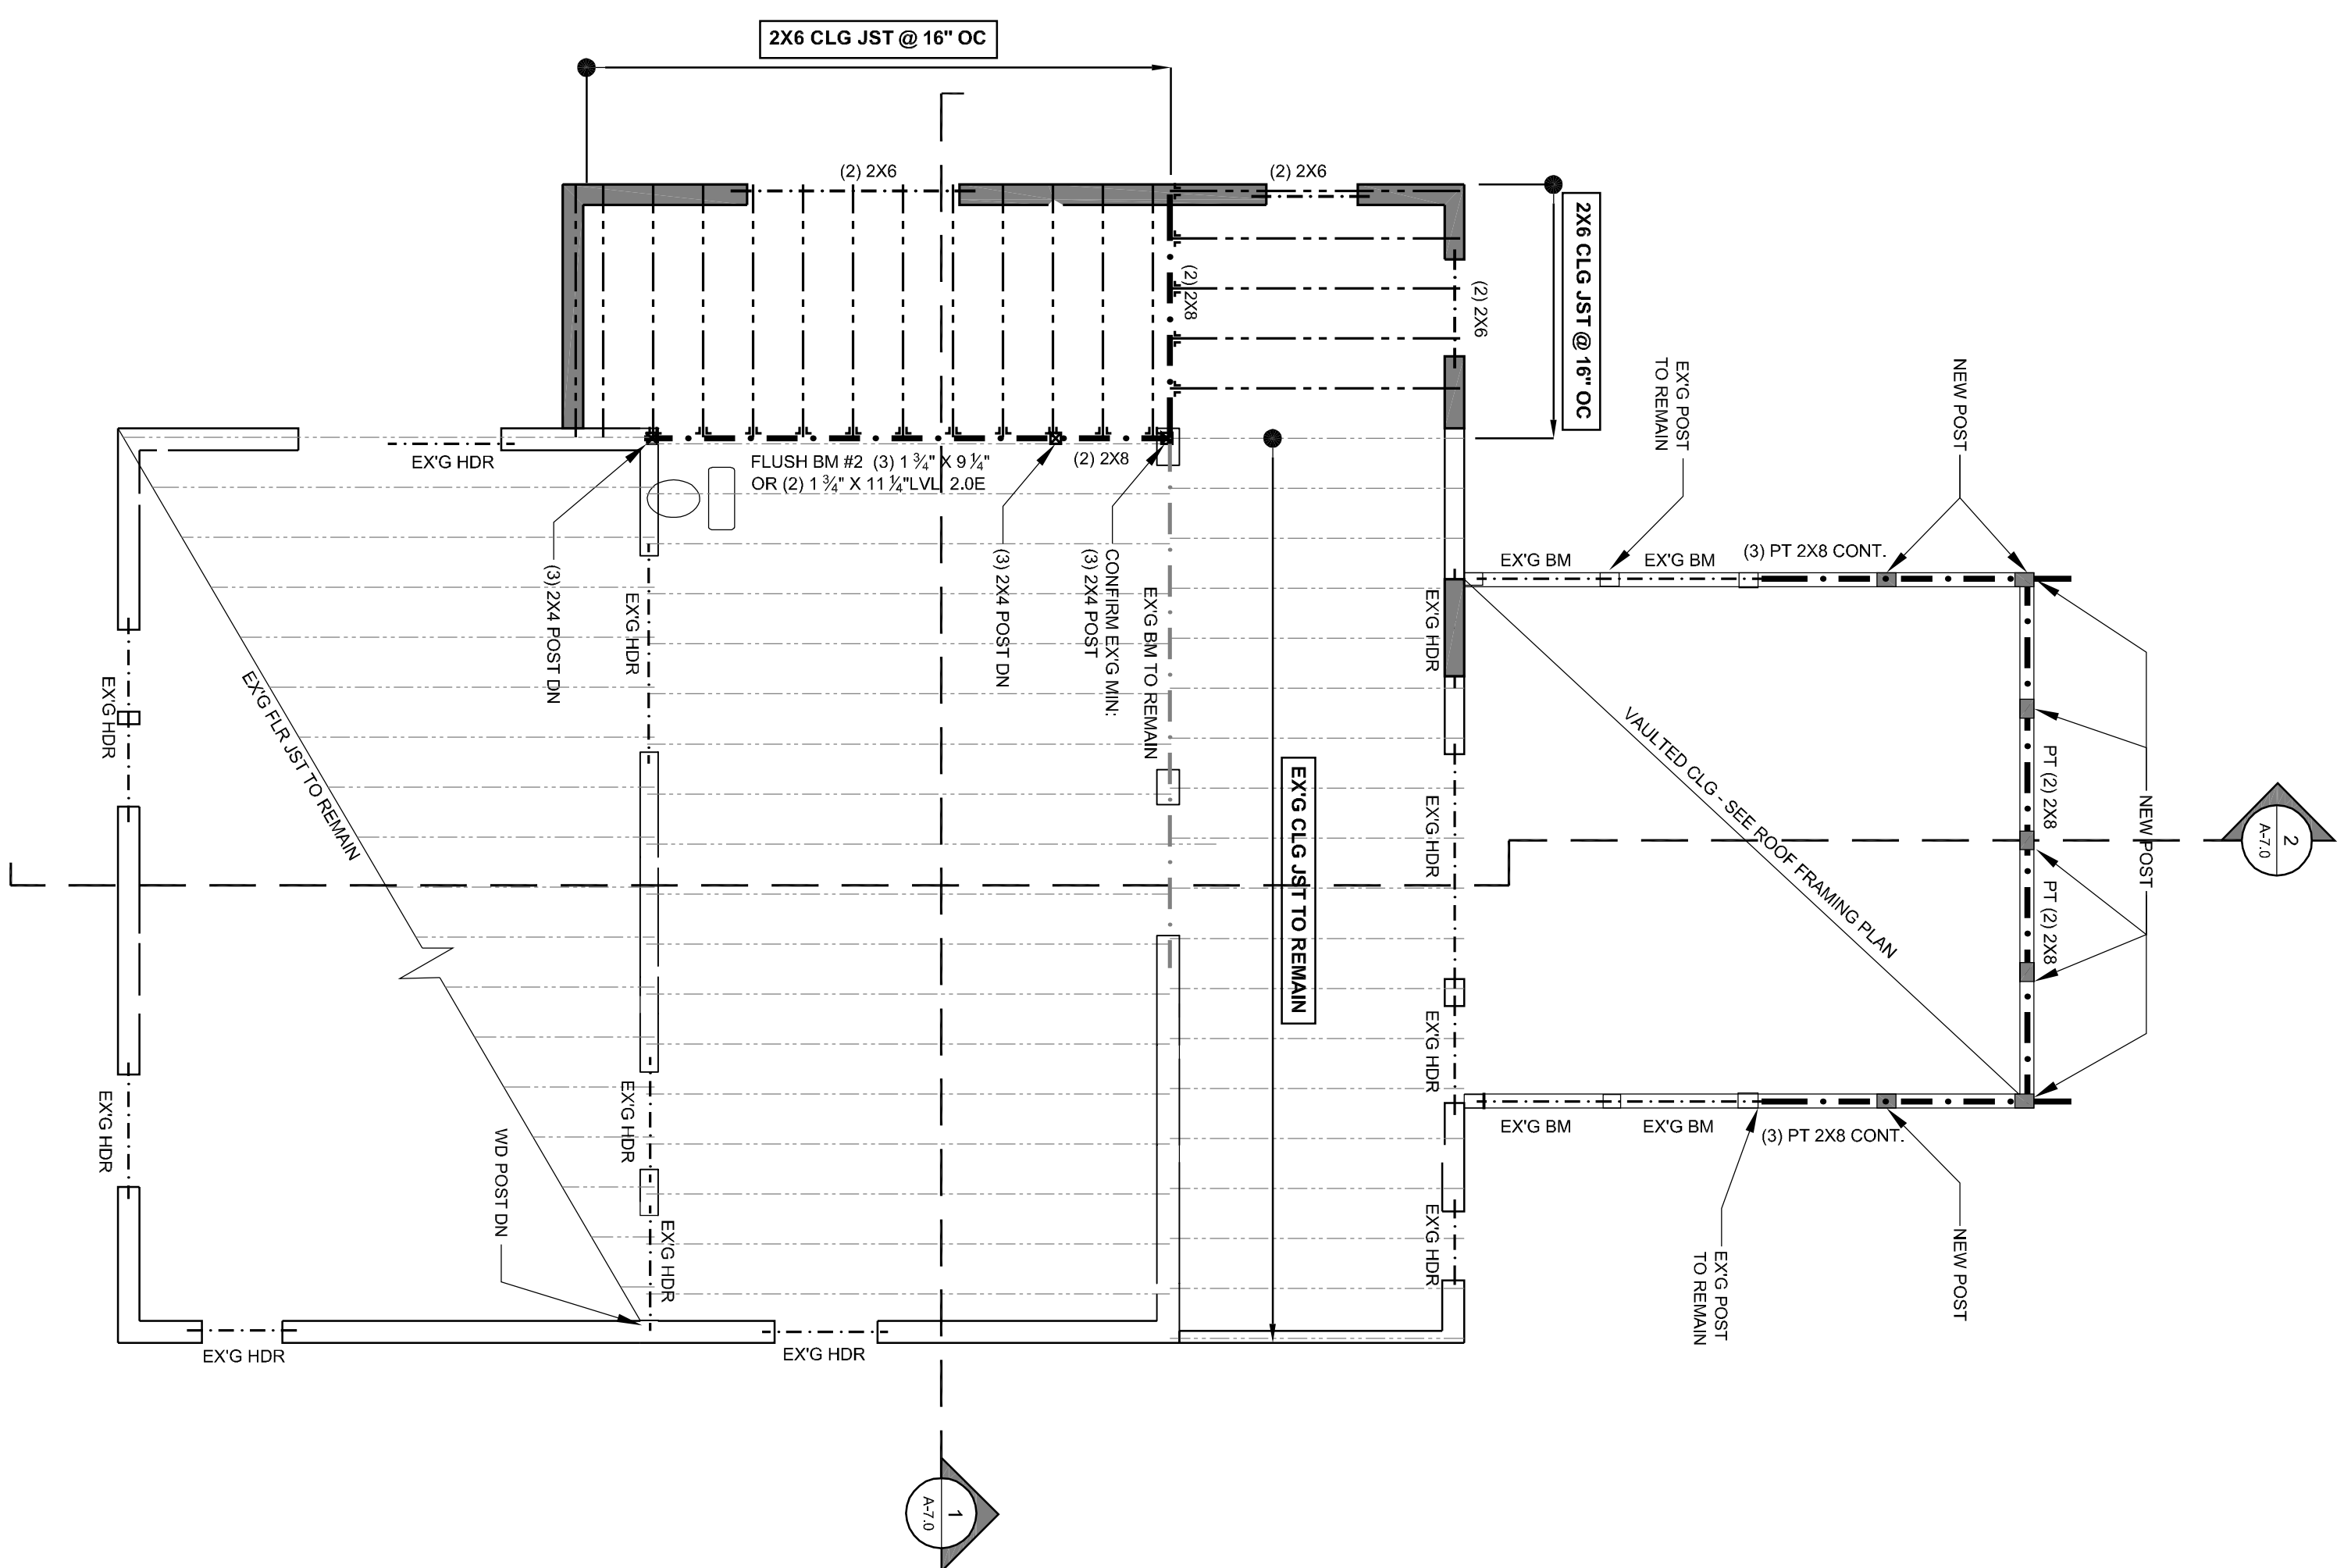 2X6 CLG JST @ 16" OC
(2) 2X6
(2) 2X6
2X6 CLG JST @ 16" OC
(2) 2X8
(2) 2X6
EX'G POST
TO REMAIN
NEW POST
EX'G HDR
FLUSH BM #2 (3) 1 ¾" X 9 ¼"
OR (2) 1 ¾" X 11 ¼"LVL 2.0E
(2) 2X8
(3) 2X4 POST DN
EX'G HDR
(3) 2X4 POST DN
CONFIRM EX'G MIN:
(3) 2X4 POST
EX'G BM TO REMAIN
EX'G HDR
EX'G BM
EX'G BM
(3) PT 2X8 CONT.
EX'G HDR
EX'G FLR JST TO REMAIN
EX'G CLG JST TO REMAIN
EX'G HDR
VAULTED CLG - SEE ROOF FRAMING PLAN
PT (2) 2X8
PT (2) 2X8
NEW POST
2
A-7.0
EX'G HDR
EX'G HDR
EX'G HDR
WD POST DN
EX'G HDR
EX'G HDR
EX'G BM
EX'G BM
(3) PT 2X8 CONT.
EX'G POST
TO REMAIN
NEW POST
EX'G HDR
EX'G HDR
1
A-7.0